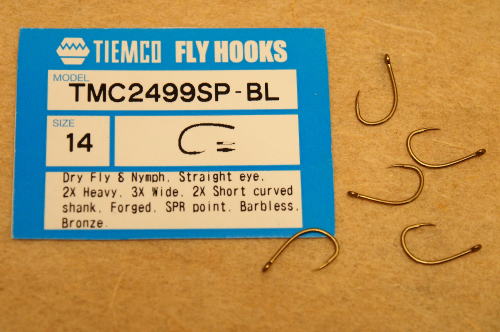 TIEMCO FLY HOOKS
MODEL
TMC2499SP-BL
SIZE
14
Dry Fly & Nymph. Straight eye.
2X Heavy. 3X Wide. 2X Short curved
shank. Forged. SPR point. Barbless.
Bronze.